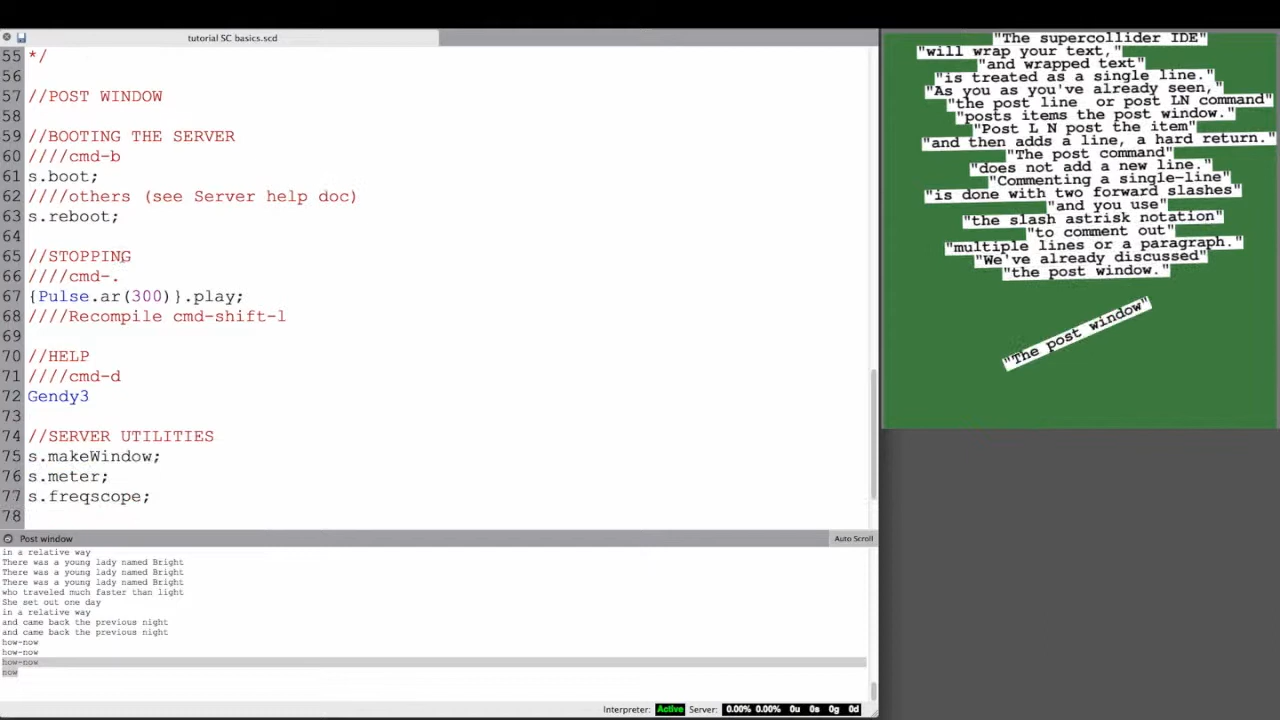 tutorial SC basics.scd
55 */
56
57 //POST WINDOW
58
59 //BOOTING THE SERVER
60 ////cmd-b
61 s.boot;
62 ////others (see Server help doc)
63 s.reboot;
64
65 //STOPPING
66 ////cmd-.
67 {Pulse.ar(300)}.play;
68 ////Recompile cmd-shift-l
69
70 //HELP
71 ////cmd-d
72 Gendy3
73
74 //SERVER UTILITIES
75 s.makeWindow;
76 s.meter;
77 s.freqscope;
78
Post window
Auto Scroll
in a relative way
There was a young lady named Bright
There was a young lady named Bright
There was a young lady named Bright
who traveled much faster than light
She set out one day
in a relative way
and came back the previous night
and came back the previous night
how-now
how-now
how-now
now
Interpreter: Active Server: 0.00% 0.00% 0u 0s 0g 0d
"The supercollider IDE"
"will wrap your text,"
"and wrapped text"
"is treated as a single line."
"As you as you've already seen,"
"the post line or post LN command"
"posts items the post window."
"Post L N post the item"
"and then adds a line, a hard return."
"The post command"
"does not add a new line."
"Commenting a single-line"
"is done with two forward slashes"
"and you use"
"the slash astrisk notation"
"to comment out"
"multiple lines or a paragraph."
"We've already discussed"
"the post window."
"The post window"